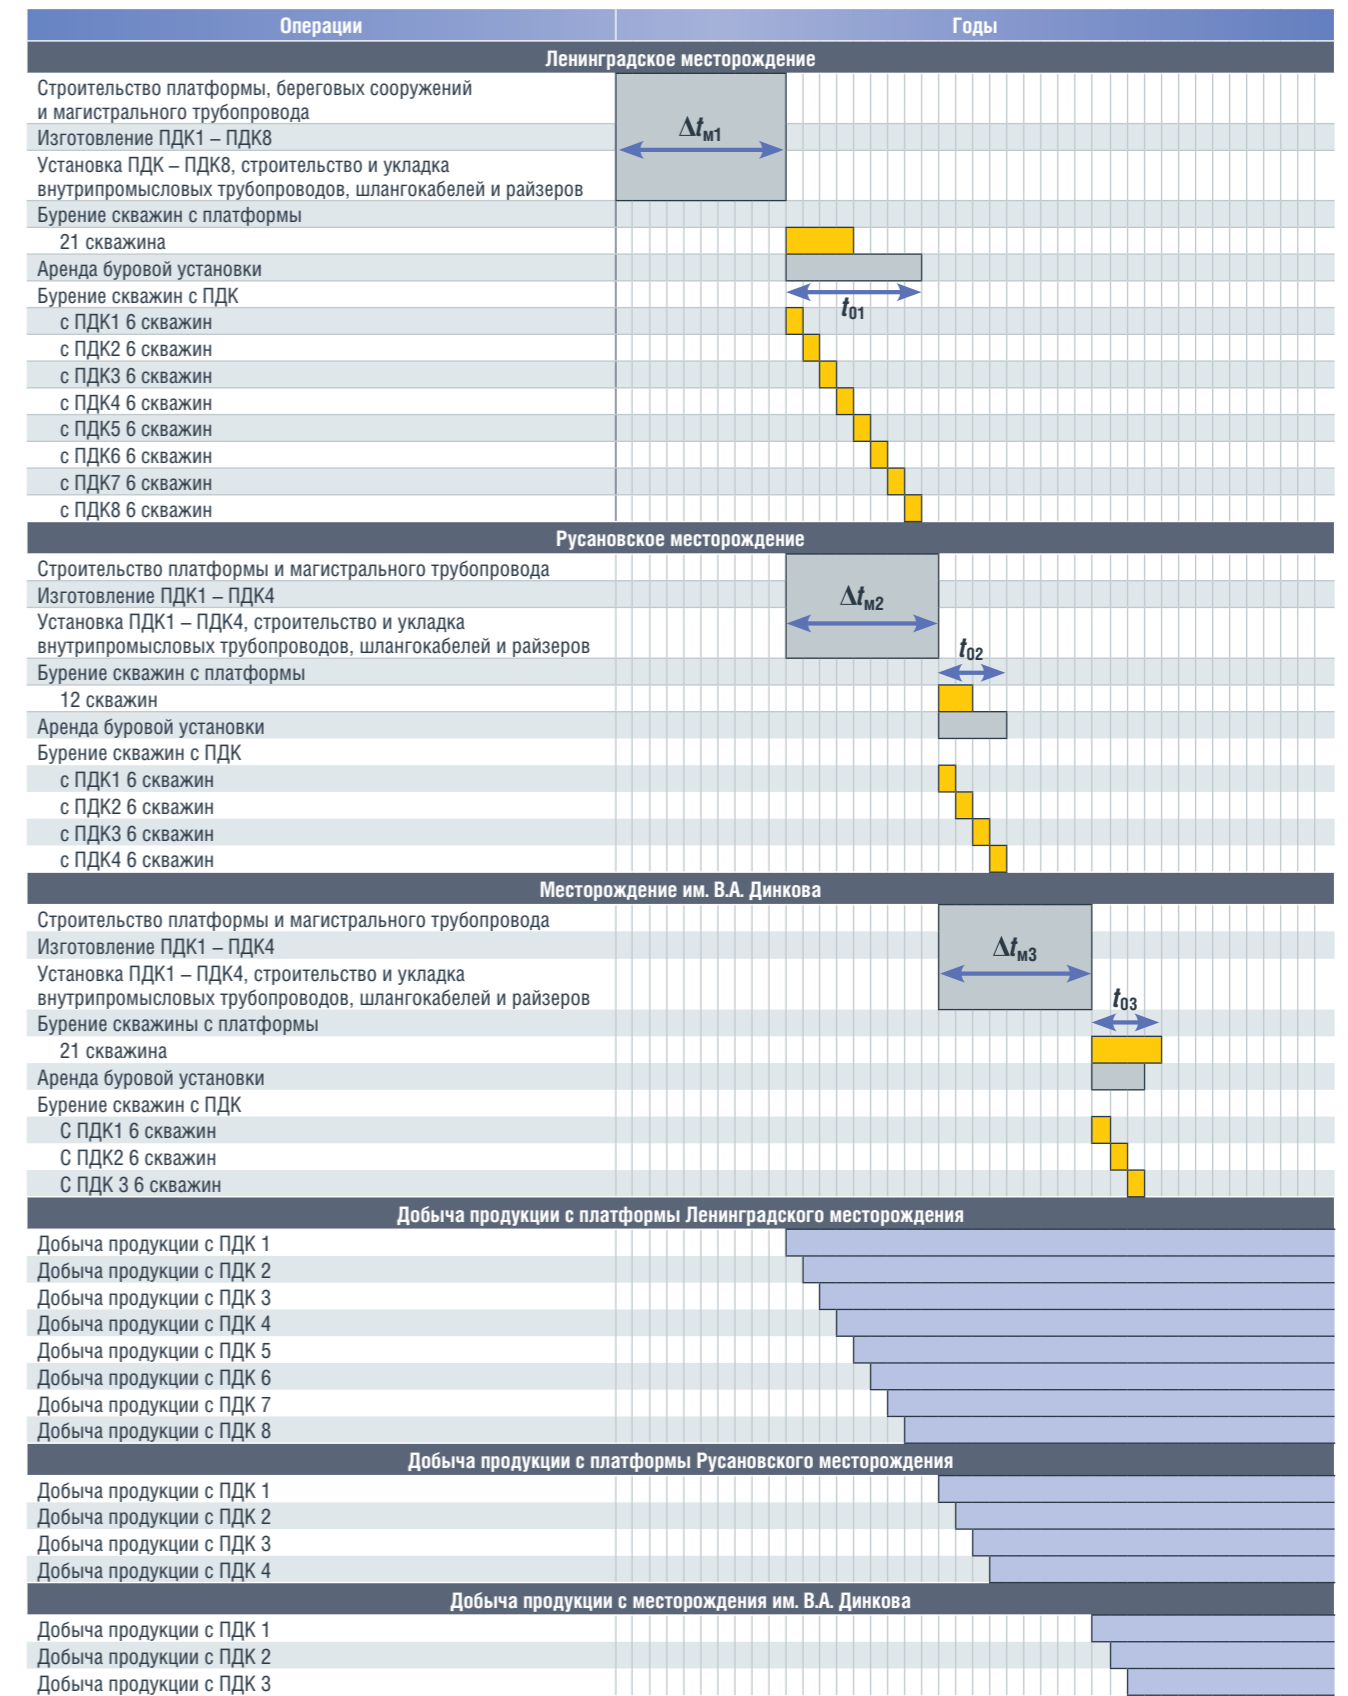 Операции
Годы
Ленинградское месторождение
Строительство платформы, береговых сооружений
и магистрального трубопровода
Изготовление ПДК1 – ПДК8
Δtм1
Установка ПДК – ПДК8, строительство и укладка
внутрипромысловых трубопроводов, шлангокабелей и райзеров
Бурение скважин с платформы
21 скважина
Аренда буровой установки
Бурение скважин с ПДК
t01
с ПДК1 6 скважин
с ПДК2 6 скважин
с ПДК3 6 скважин
с ПДК4 6 скважин
с ПДК5 6 скважин
с ПДК6 6 скважин
с ПДК7 6 скважин
с ПДК8 6 скважин
Русановское месторождение
Строительство платформы и магистрального трубопровода
Изготовление ПДК1 – ПДК4
Δtм2
Установка ПДК1 – ПДК4, строительство и укладка
внутрипромысловых трубопроводов, шлангокабелей и райзеров
t02
Бурение скважин с платформы
12 скважин
Аренда буровой установки
Бурение скважин с ПДК
с ПДК1 6 скважин
с ПДК2 6 скважин
с ПДК3 6 скважин
с ПДК4 6 скважин
Месторождение им. В.А. Динкова
Строительство платформы и магистрального трубопровода
Изготовление ПДК1 – ПДК4
Δtм3
Установка ПДК1 – ПДК4, строительство и укладка
внутрипромысловых трубопроводов, шлангокабелей и райзеров
t03
Бурение скважины с платформы
21 скважина
Аренда буровой установки
Бурение скважин с ПДК
С ПДК1 6 скважин
С ПДК2 6 скважин
С ПДК 3 6 скважин
Добыча продукции с платформы Ленинградского месторождения
Добыча продукции с ПДК 1
Добыча продукции с ПДК 2
Добыча продукции с ПДК 3
Добыча продукции с ПДК 4
Добыча продукции с ПДК 5
Добыча продукции с ПДК 6
Добыча продукции с ПДК 7
Добыча продукции с ПДК 8
Добыча продукции с платформы Русановского месторождения
Добыча продукции с ПДК 1
Добыча продукции с ПДК 2
Добыча продукции с ПДК 3
Добыча продукции с ПДК 4
Добыча продукции с месторождения им. В.А. Динкова
Добыча продукции с ПДК 1
Добыча продукции с ПДК 2
Добыча продукции с ПДК 3